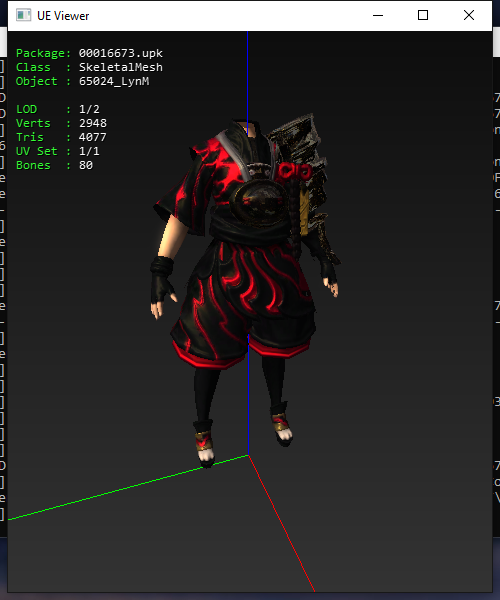 UE Viewer
Package: 00016673.upk
Class  : SkeletalMesh
Object : 65024_LynM
LOD    : 1/2
Verts  : 2948
Tris   : 4077
UV Set : 1/1
Bones  : 80